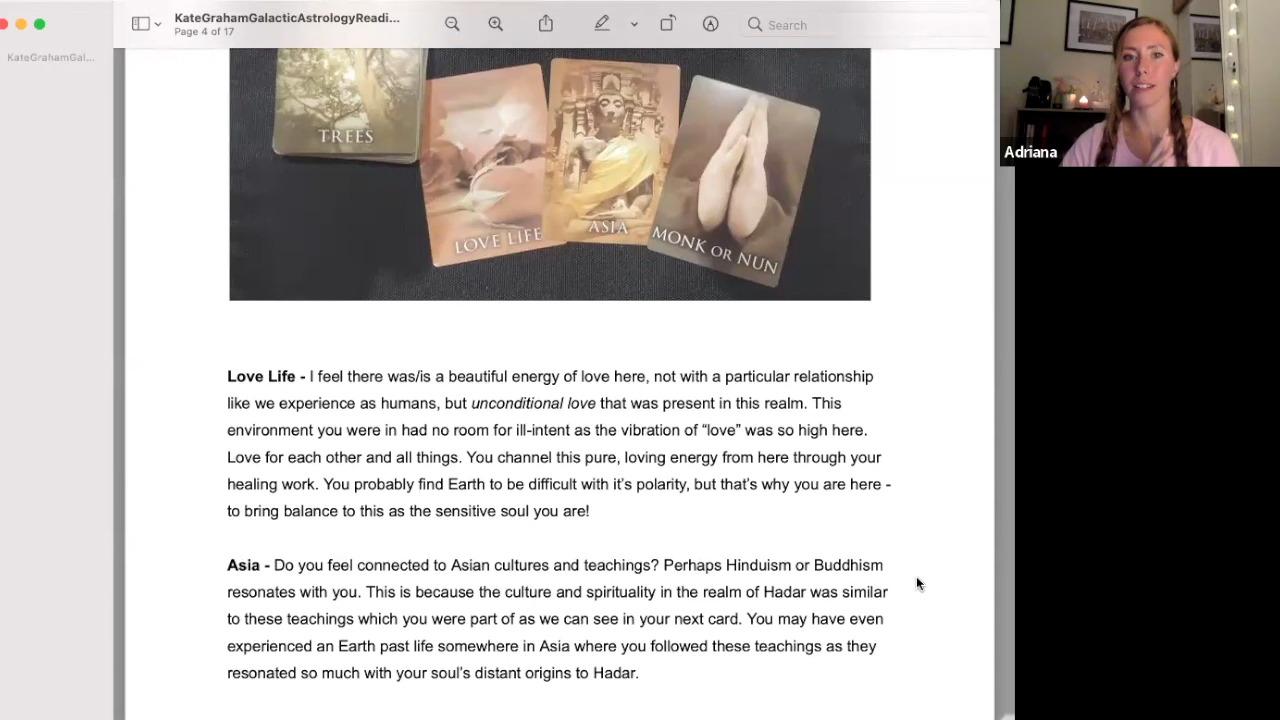 KateGrahamGalacticAstrologyReadi...
Page 4 of 17
Search
KateGrahamGal...
Adriana
TREES
LOVE LIFE
ASIA
MONK OR NUN
Love Life - I feel there was/is a beautiful energy of love here, not with a particular relationship
like we experience as humans, but unconditional love that was present in this realm. This
environment you were in had no room for ill-intent as the vibration of “love” was so high here.
Love for each other and all things. You channel this pure, loving energy from here through your
healing work. You probably find Earth to be difficult with it’s polarity, but that’s why you are here -
to bring balance to this as the sensitive soul you are!
Asia - Do you feel connected to Asian cultures and teachings? Perhaps Hinduism or Buddhism
resonates with you. This is because the culture and spirituality in the realm of Hadar was similar
to these teachings which you were part of as we can see in your next card. You may have even
experienced an Earth past life somewhere in Asia where you followed these teachings as they
resonated so much with your soul’s distant origins to Hadar.